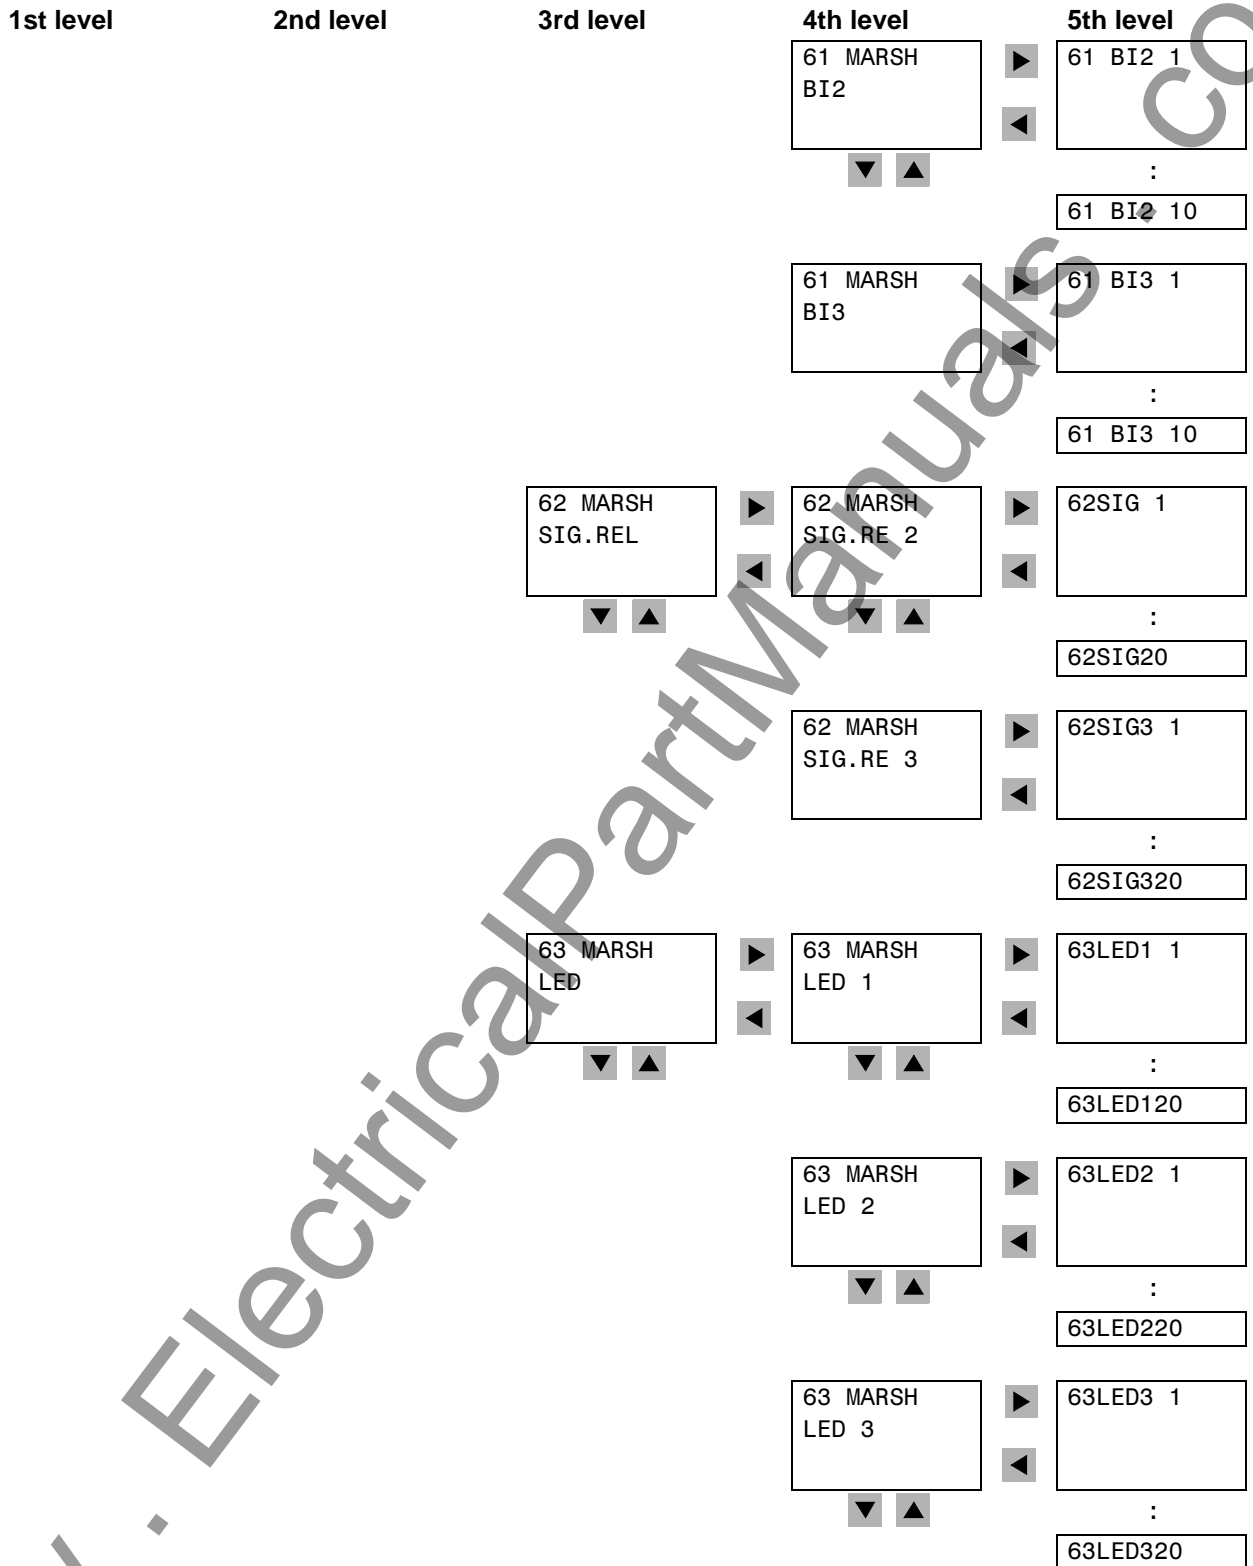 1st level 2nd level 3rd level 4th level 5th level
61 MARSH
BI2
61 BI2 1
:
61 BI2 10
61 MARSH
BI3
61 BI3 1
:
61 BI3 10
62 MARSH
SIG.REL
62 MARSH
SIG.RE 2
62SIG 1
:
62SIG20
62 MARSH
SIG.RE 3
62SIG3 1
:
62SIG320
63 MARSH
LED
63 MARSH
LED 1
63LED1 1
:
63LED120
63 MARSH
LED 2
63LED2 1
:
63LED220
63 MARSH
LED 3
63LED3 1
:
63LED320
. ElectricalPartManuals . co